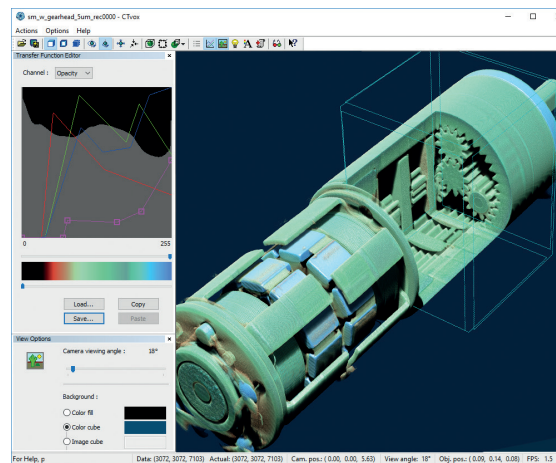 sm_w_gearhead_5um_rec0000 - CTvox
Actions Options Help
Transfer Function Editor
Channel : Opacity
0 255
Load... Copy
Save... Paste
View Options
Camera viewing angle : 18°
Background :
Color fill
Color cube
Image cube
For Help, p Data: (3072, 3072, 7103) Actual: (3072, 3072, 7103) Cam. pos.: ( 0.00, 0.00, 5.63) View angle: 18° Obj. pos.: ( 0.09, 0.14, 0.08) FPS: 1.5